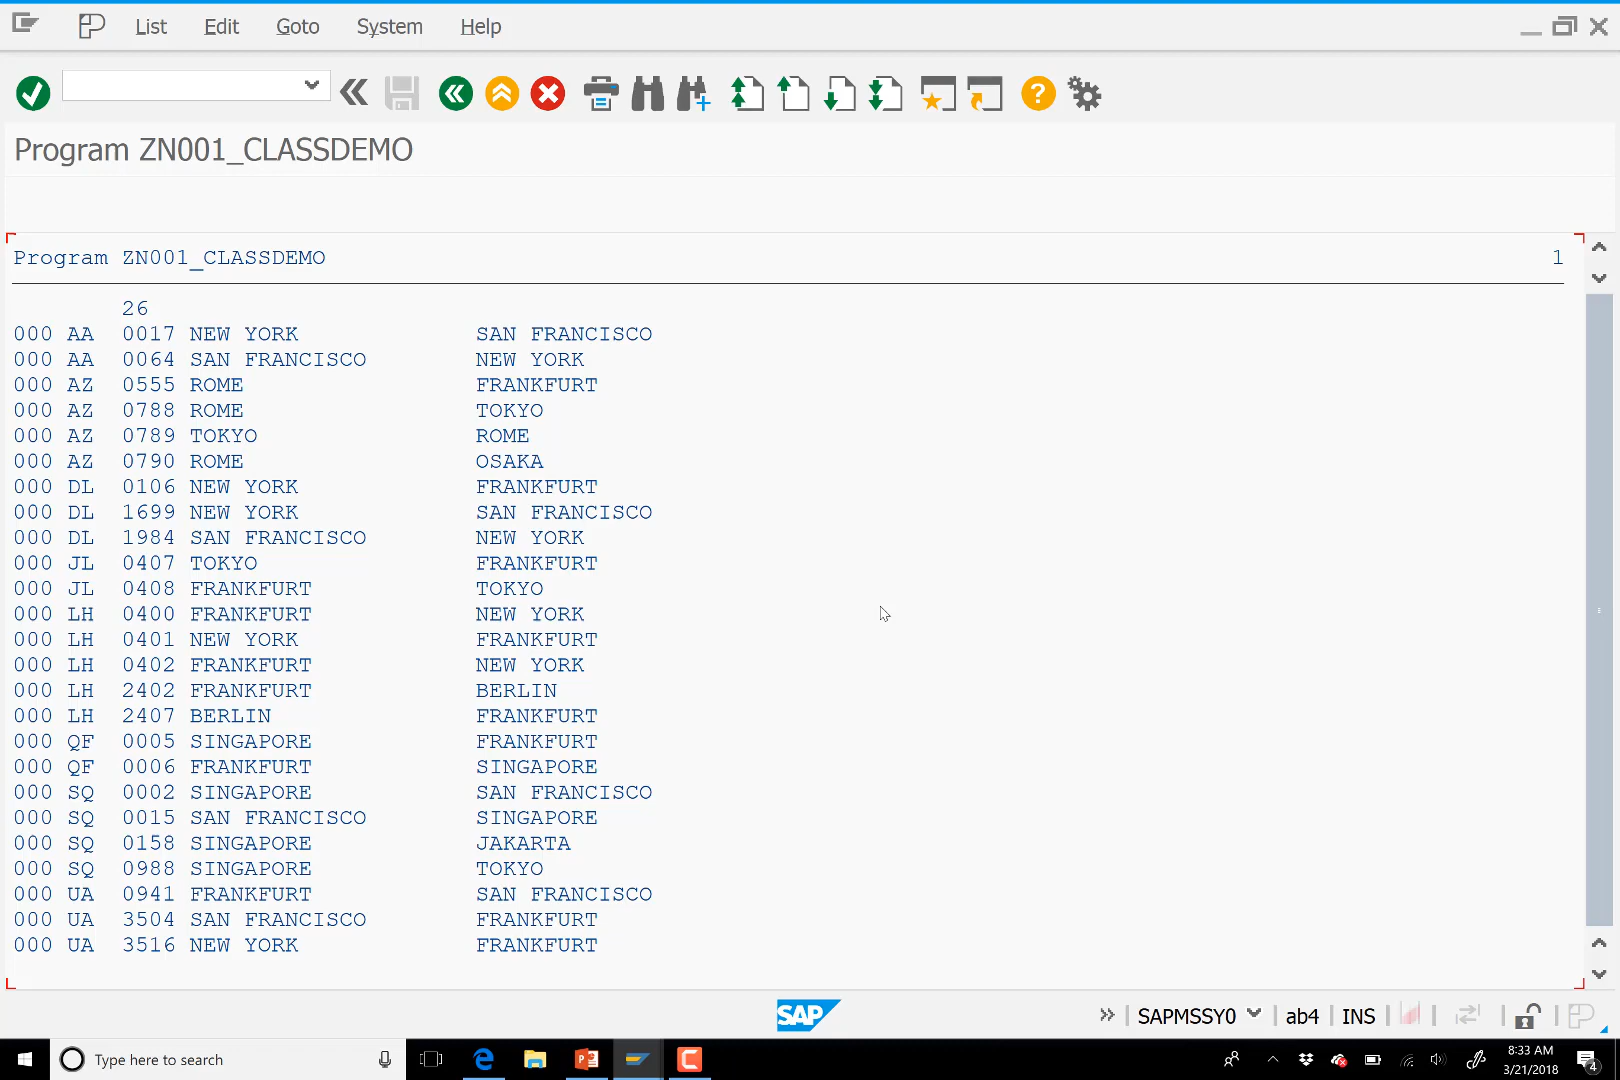 List Edit Goto System Help
Program ZN001_CLASSDEMO
Program ZN001_CLASSDEMO 1
26
000 AA 0017 NEW YORK SAN FRANCISCO
000 AA 0064 SAN FRANCISCO NEW YORK
000 AZ 0555 ROME FRANKFURT
000 AZ 0788 ROME TOKYO
000 AZ 0789 TOKYO ROME
000 AZ 0790 ROME OSAKA
000 DL 0106 NEW YORK FRANKFURT
000 DL 1699 NEW YORK SAN FRANCISCO
000 DL 1984 SAN FRANCISCO NEW YORK
000 JL 0407 TOKYO FRANKFURT
000 JL 0408 FRANKFURT TOKYO
000 LH 0400 FRANKFURT NEW YORK
000 LH 0401 NEW YORK FRANKFURT
000 LH 0402 FRANKFURT NEW YORK
000 LH 2402 FRANKFURT BERLIN
000 LH 2407 BERLIN FRANKFURT
000 QF 0005 SINGAPORE FRANKFURT
000 QF 0006 FRANKFURT SINGAPORE
000 SQ 0002 SINGAPORE SAN FRANCISCO
000 SQ 0015 SAN FRANCISCO SINGAPORE
000 SQ 0158 SINGAPORE JAKARTA
000 SQ 0988 SINGAPORE TOKYO
000 UA 0941 FRANKFURT SAN FRANCISCO
000 UA 3504 SAN FRANCISCO FRANKFURT
000 UA 3516 NEW YORK FRANKFURT
SAP SAPMSSY0 ab4 INS
Type here to search
8:33 AM
3/21/2018
4